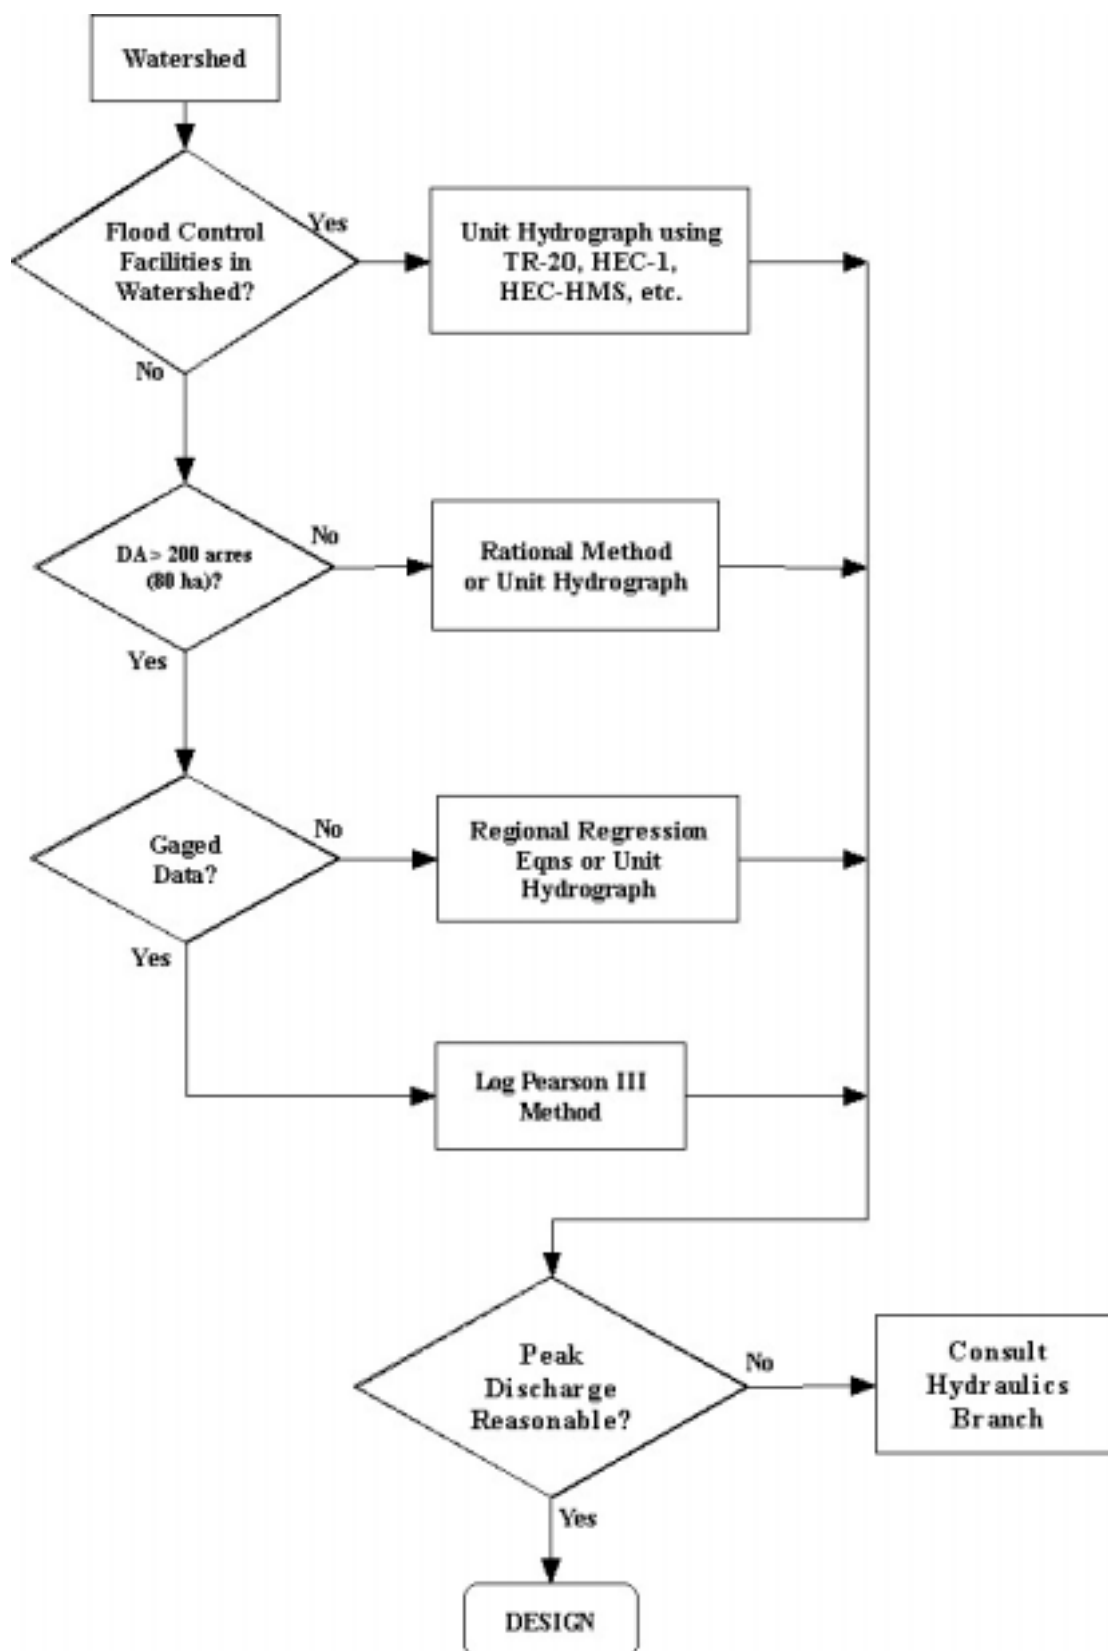 Watershed
Flood Control
Facilities in
Watershed?
Yes
No
Unit Hydrograph using
TR-20, HEC-1,
HEC-HMS, etc.
DA > 200 acres
(80 ha)?
No
Yes
Rational Method
or Unit Hydrograph
Gaged
Data?
No
Yes
Regional Regression
Eqns or Unit
Hydrograph
Log Pearson III
Method
Peak
Discharge
Reasonable?
No
Yes
Consult
Hydraulics
Branch
DESIGN